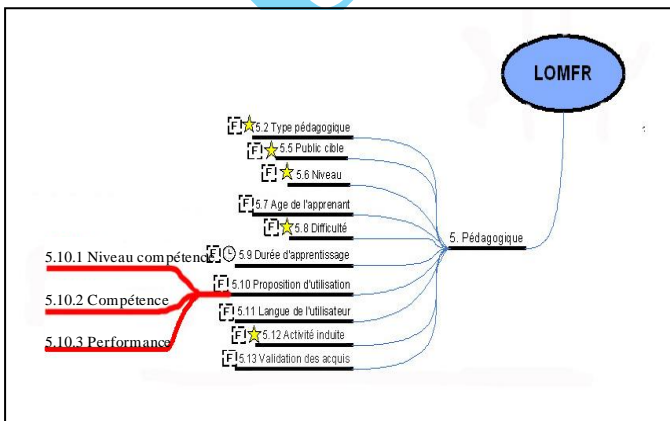 LOMFR
F 5.2 Type pédagogique
F 5.5 Public cible
F 5.6 Niveau
F 5.7 Age de l'apprenant
F 5.8 Difficulté
F 5.9 Durée d'apprentissage
F 5.10 Proposition d'utilisation
F 5.11 Langue de l'utilisateur
F 5.12 Activité induite
F 5.13 Validation des acquis
5. Pédagogique
5.10.1 Niveau compétence
5.10.2 Compétence
5.10.3 Performance